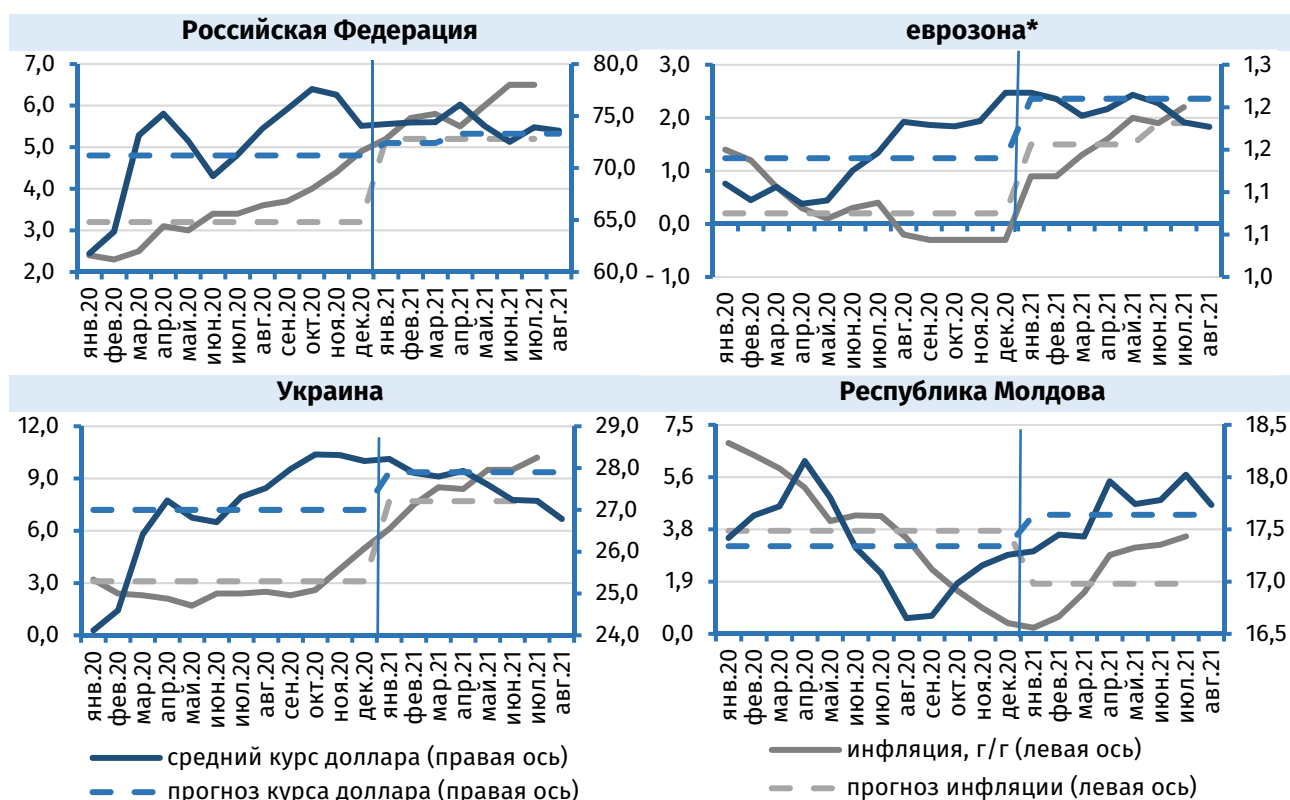 Российская Федерация
7,0
6,0
5,0
4,0
3,0
2,0
80,0
75,0
70,0
65,0
60,0
янв.20
фев.20
мар.20
апр.20
май.20
июн.20
июл.20
авг.20
сен.20
окт.20
ноя.20
дек.20
янв.21
фев.21
мар.21
апр.21
май.21
июн.21
июл.21
авг.21
еврозона*
3,0
2,0
1,0
0,0
- 1,0
1,3
1,2
1,2
1,1
1,1
1,0
янв.20
фев.20
мар.20
апр.20
май.20
июн.20
июл.20
авг.20
сен.20
окт.20
ноя.20
дек.20
янв.21
фев.21
мар.21
апр.21
май.21
июн.21
июл.21
авг.21
Украина
12,0
9,0
6,0
3,0
0,0
29,0
28,0
27,0
26,0
25,0
24,0
янв.20
фев.20
мар.20
апр.20
май.20
июн.20
июл.20
авг.20
сен.20
окт.20
ноя.20
дек.20
янв.21
фев.21
мар.21
апр.21
май.21
июн.21
июл.21
авг.21
Республика Молдова
7,5
5,6
3,8
1,9
0,0
18,5
18,0
17,5
17,0
16,5
янв.20
фев.20
мар.20
апр.20
май.20
июн.20
июл.20
авг.20
сен.20
окт.20
ноя.20
дек.20
янв.21
фев.21
мар.21
апр.21
май.21
июн.21
июл.21
авг.21
средний курс доллара (правая ось)
прогноз курса доллара (правая ось)
инфляция, г/г (левая ось)
прогноз инфляции (левая ось)